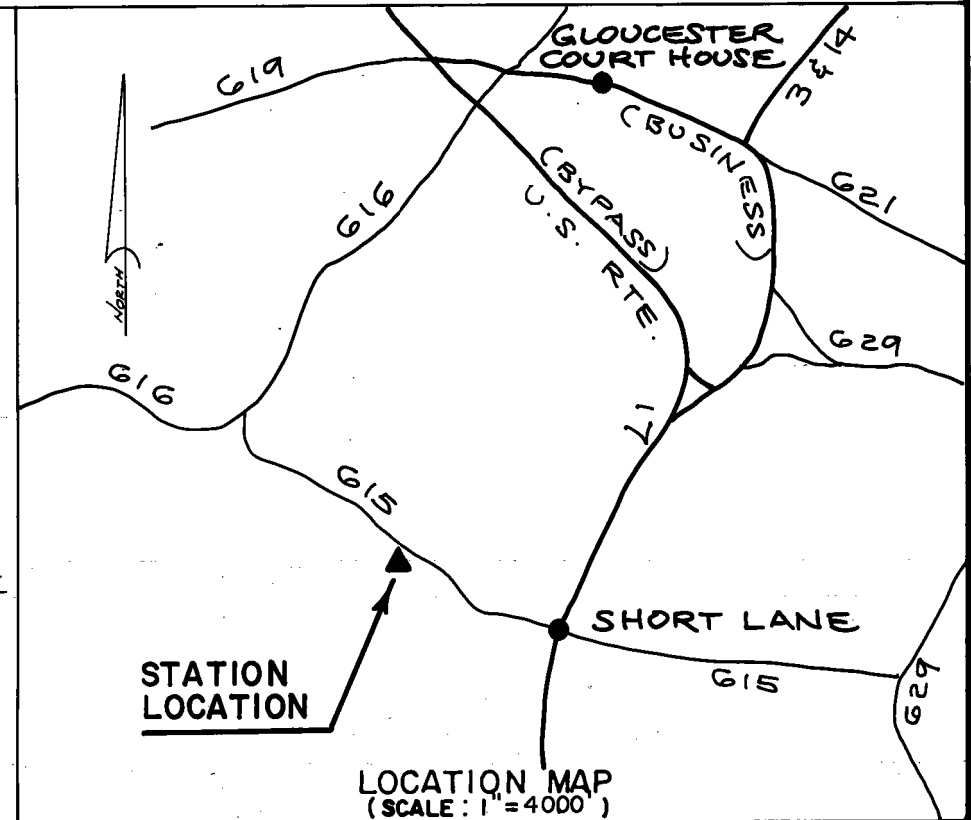 GLOUCESTER
COURT HOUSE
3 & 14
619
(BUSINESS)
(BYPASS)
621
616
U.S. RTE.
17
NORTH
629
616
615
SHORT LANE
STATION
LOCATION
615
629
LOCATION MAP
(SCALE: 1"=4000')